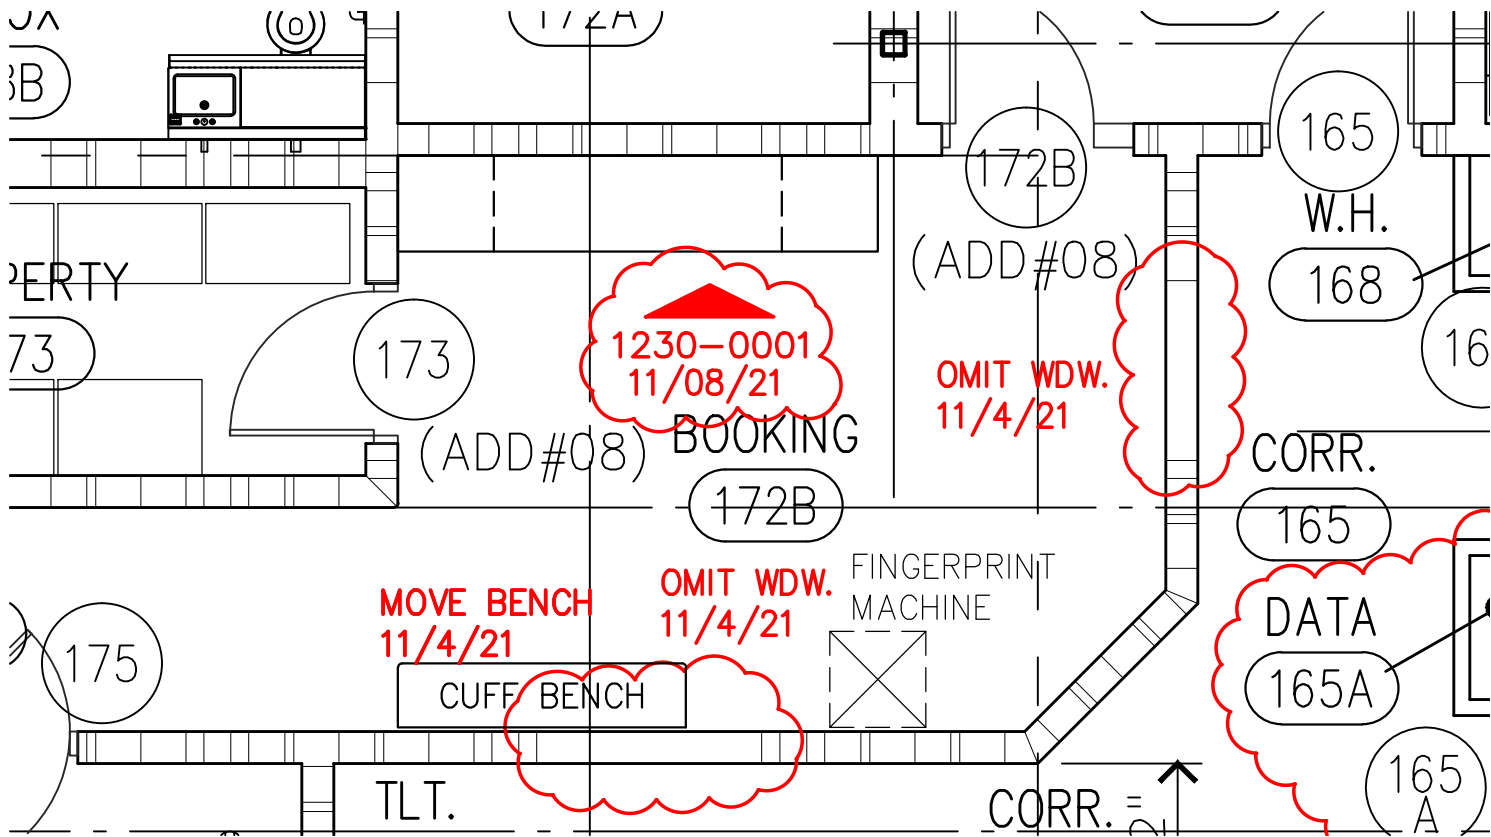 172A
165
172B
W.H.
(ADD#08)
168
PERTY
73
173
1230-0001
11/08/21
OMIT WDW.
11/4/21
BOOKING
(ADD#08)
172B
CORR.
165
FINGERPRINT
MACHINE
OMIT WDW.
11/4/21
MOVE BENCH
11/4/21
DATA
165A
175
CUFF BENCH
TLT.
CORR.
165
A